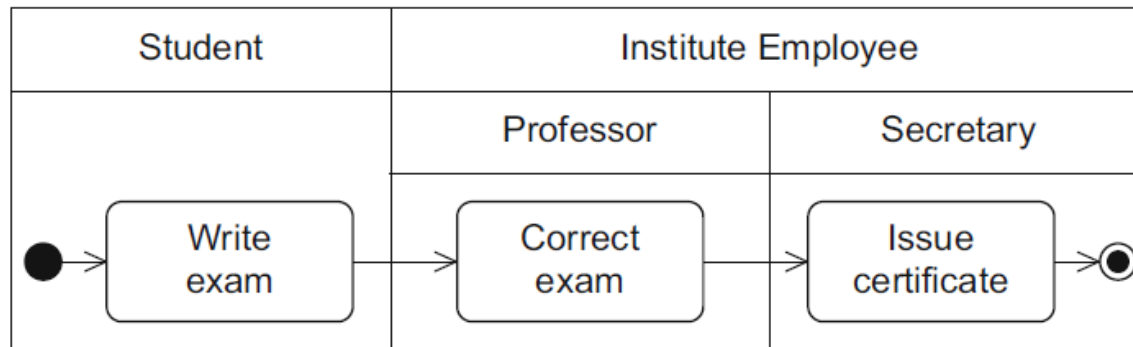 Student
Institute Employee
Professor
Secretary
Write
exam
Correct
exam
Issue
certificate